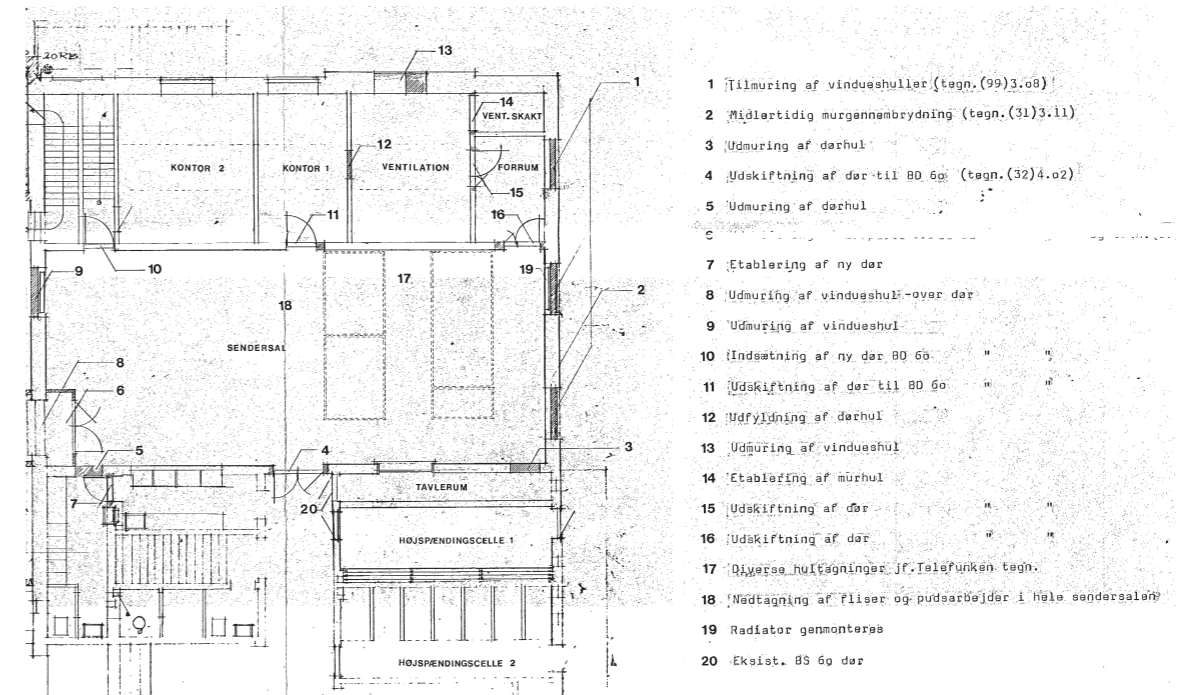 20RB
13
14
VENT. SKAKT
12
KONTOR 2
KONTOR 1
VENTILATION
FORRUM
15
11
16
10
9
17
19
18
1
2
SENDERSAL
8
6
5
4
3
7
20
TAVLERUM
HØJSPÆNDINGSCELLE 1
HØJSPÆNDINGSCELLE 2
1 Tilmuring af vindueshuller (tegn.(99)3.o8)
2 Midlertidig murgennembrydning (tegn.(31)3.11)
3 Udmuring af dørhul
4 Udskiftning af dør til BD 6o (tegn.(32)4.o2)
5 Udmuring af dørhul
7 Etablering af ny dør
8 Udmuring af vindueshul -over dør
9 Udmuring af vindueshul
10 Indsætning af ny dør BD 6o " "
11 Udskiftning af dør til BD 6o " "
12 Udfyldning af dørhul
13 Udmuring af vindueshul
14 Etablering af murhul
15 Udskiftning af dør " "
16 Udskiftning af dør " "
17 Diverse hultagninger jf.Telefunken tegn.
18 Nedtagning af fliser og pudsarbejder i hele sendersalen
19 Radiator genmonteres
20 Eksist. BS 6o dør